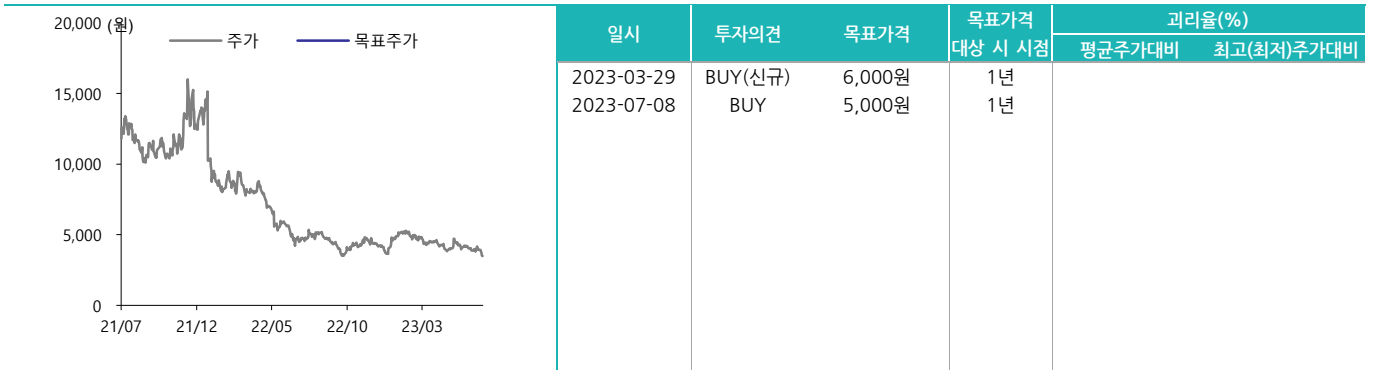 (원)
20,000
주가
목표주가
15,000
10,000
5,000
0
21/07 21/12 22/05 22/10 23/03
일시 투자의견 목표가격 목표가격 대상 시 시점 괴리율(%)
평균주가대비 최고(최저)주가대비
2023-03-29 BUY(신규) 6,000원 1년
2023-07-08 BUY 5,000원 1년